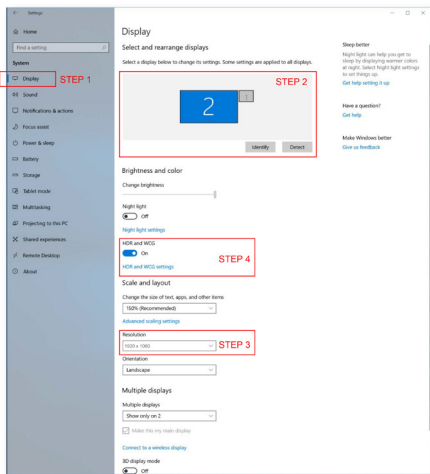 Settings
Home
Find a setting
System
Display
STEP 1
Sound
Notifications & actions
Focus assist
Power & sleep
Battery
Storage
Tablet mode
Multitasking
Projecting to this PC
Shared experiences
Remote Desktop
About
Display
Select and rearrange displays
Select a display below to change its settings. Some settings are applied to all displays.
STEP 2
2
1
Identify
Detect
Brightness and color
Change brightness
Night light
Off
Night light settings
HDR and WCG
On
STEP 4
HDR and WCG settings
Scale and layout
Change the size of text, apps, and other items
150% (Recommended)
Advanced scaling settings
Resolution
1920 x 1080
STEP 3
Orientation
Landscape
Multiple displays
Multiple displays
Show only on 2
Make this my main display
Connect to a wireless display
3D display mode
Off
Sleep better
Night light can help you get to
sleep by displaying warmer colors
at night. Select Night light settings
to set things up.
Get help setting it up
Have a question?
Get help
Make Windows better
Give us feedback